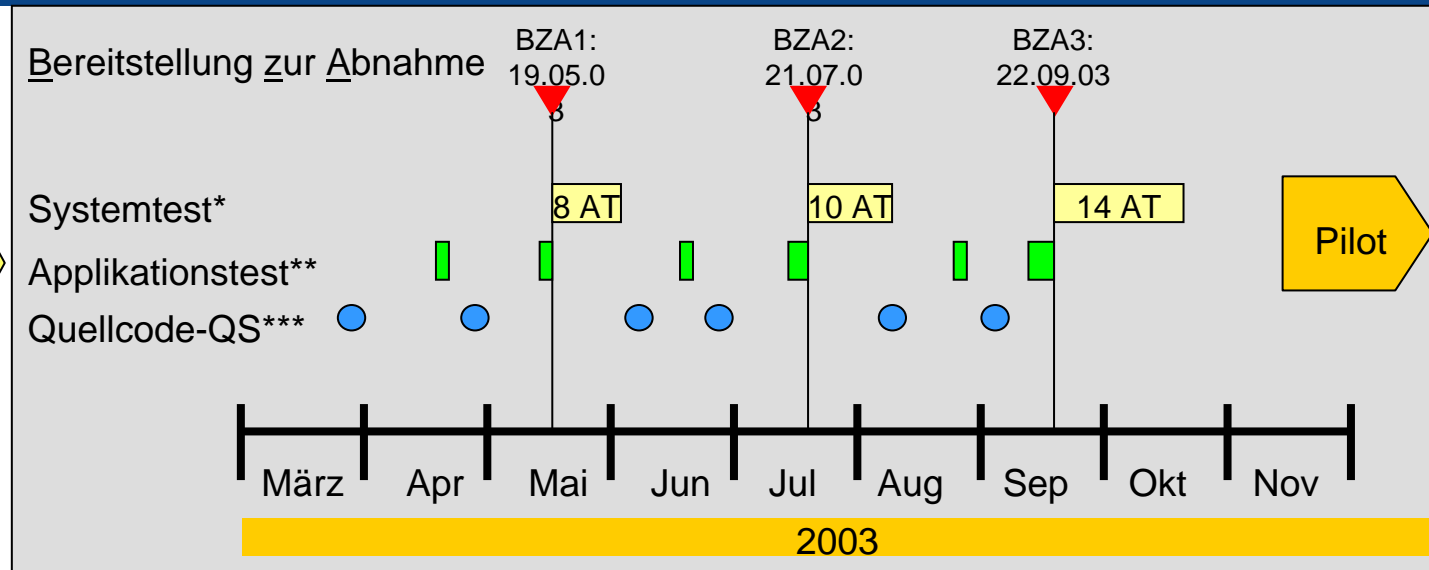 Bereitstellung zur Abnahme
BZA1:
19.05.0
3
BZA2:
21.07.0
3
BZA3:
22.09.03
Systemtest*
8 AT
10 AT
14 AT
Applikationstest**
Pilot
Quellcode-QS***
März Apr Mai Jun Jul Aug Sep Okt Nov
2003